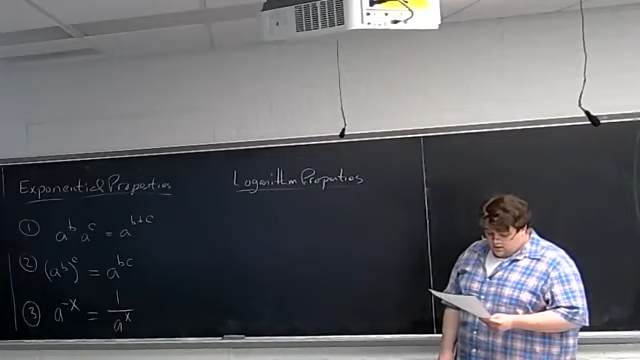 Exponential Properties
① a^b a^c = a^{b+c}
② (a^b)^c = a^{bc}
③ a^{-x} = 1/a^x
Logarithm Properties